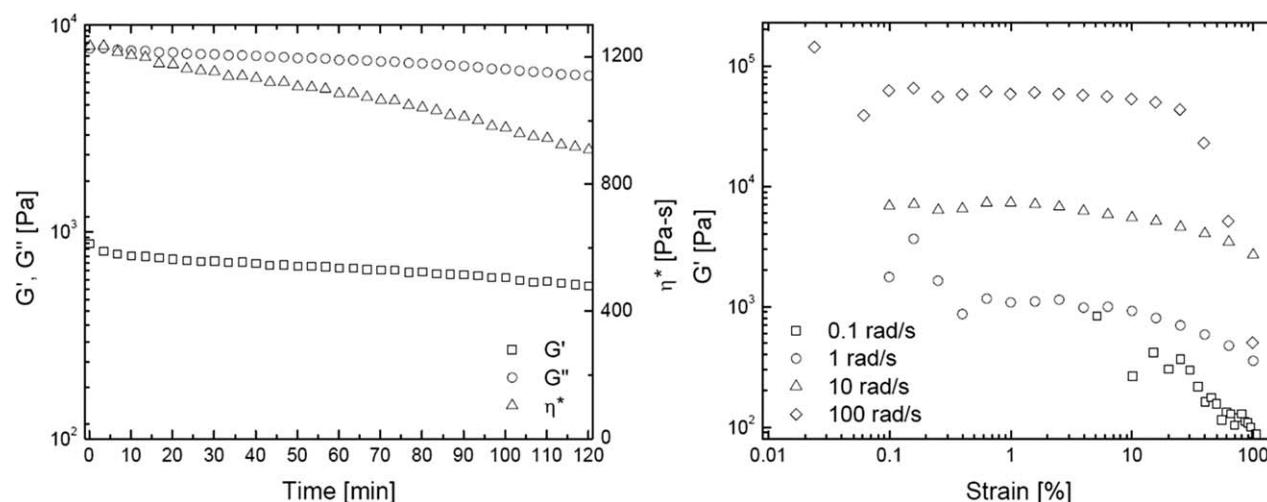 10⁴
10³
10²
G', G'' [Pa]
1200
800
400
0
η* [Pa-s]
G'
G''
η*
0 10 20 30 40 50 60 70 80 90 100 110 120
Time [min]
10⁵
10⁴
10³
10²
G' [Pa]
0.1 rad/s
1 rad/s
10 rad/s
100 rad/s
0.01 0.1 1 10 100
Strain [%]